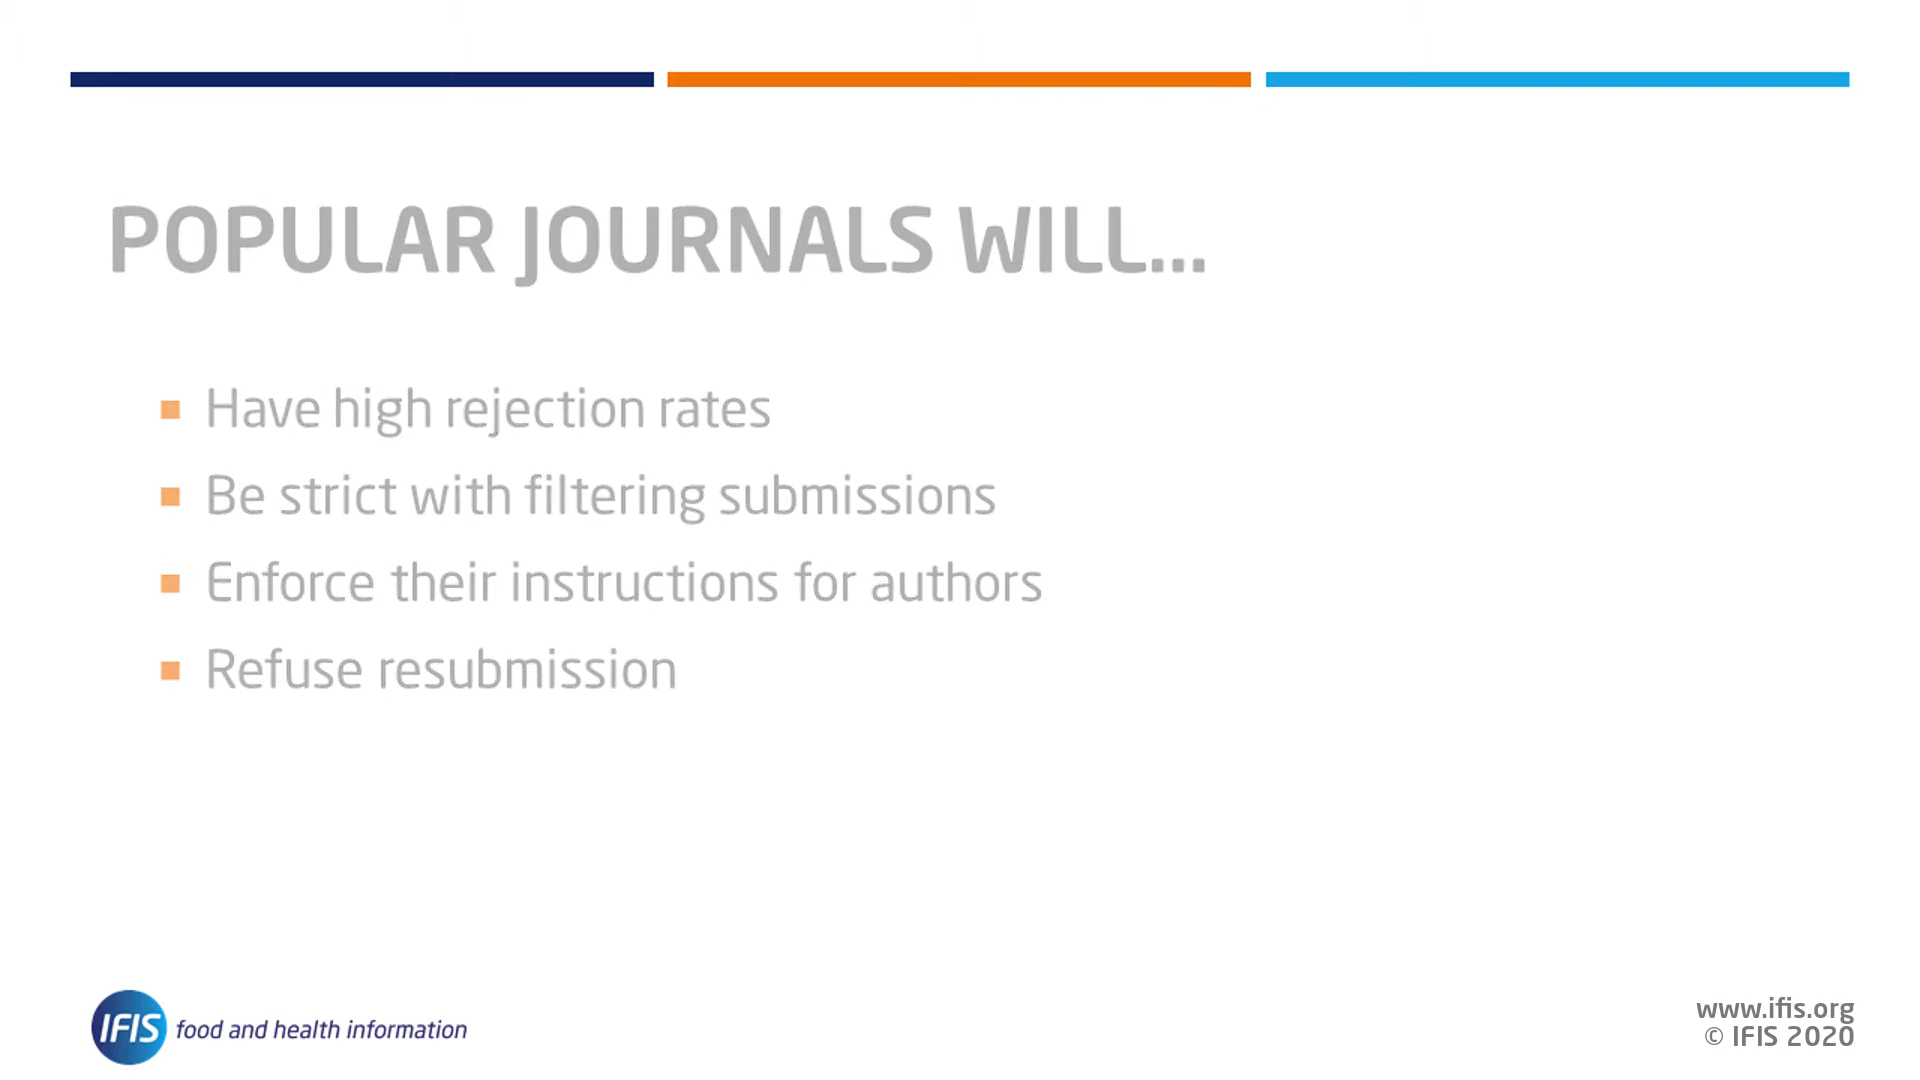 POPULAR JOURNALS WILL...
Have high rejection rates
Be strict with filtering submissions
Enforce their instructions for authors
Refuse resubmission
IFIS food and health information
www.ifis.org
© IFIS 2020